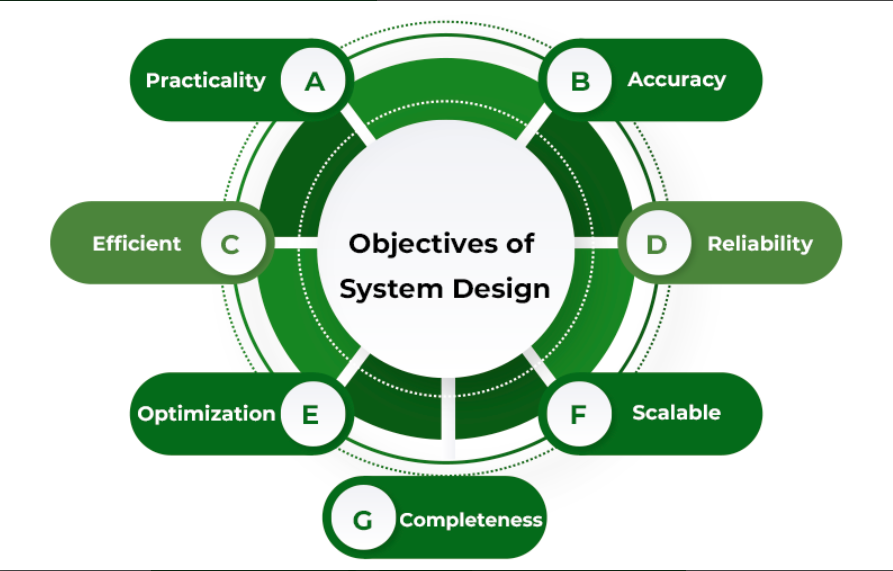 Practicality A
B Accuracy
Efficient C
Objectives of
System Design
D Reliability
Optimization E
F Scalable
G Completeness